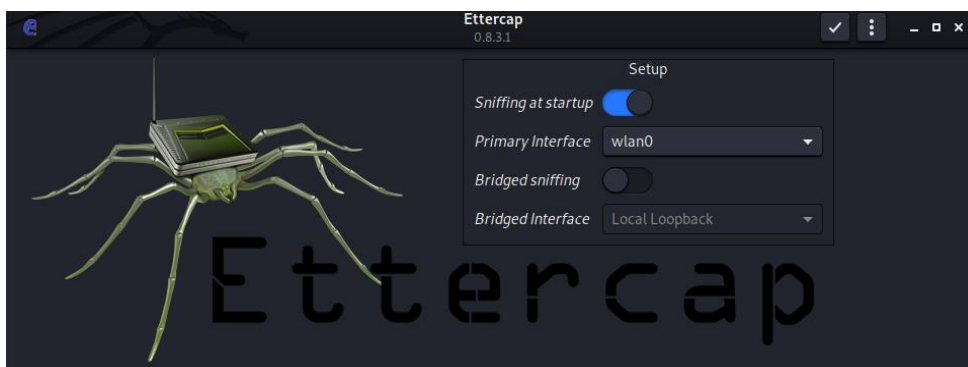 Ettercap
0.8.3.1
Setup
Sniffing at startup
Primary Interface wlan0
Bridged sniffing
Bridged Interface Local Loopback
Ettercap